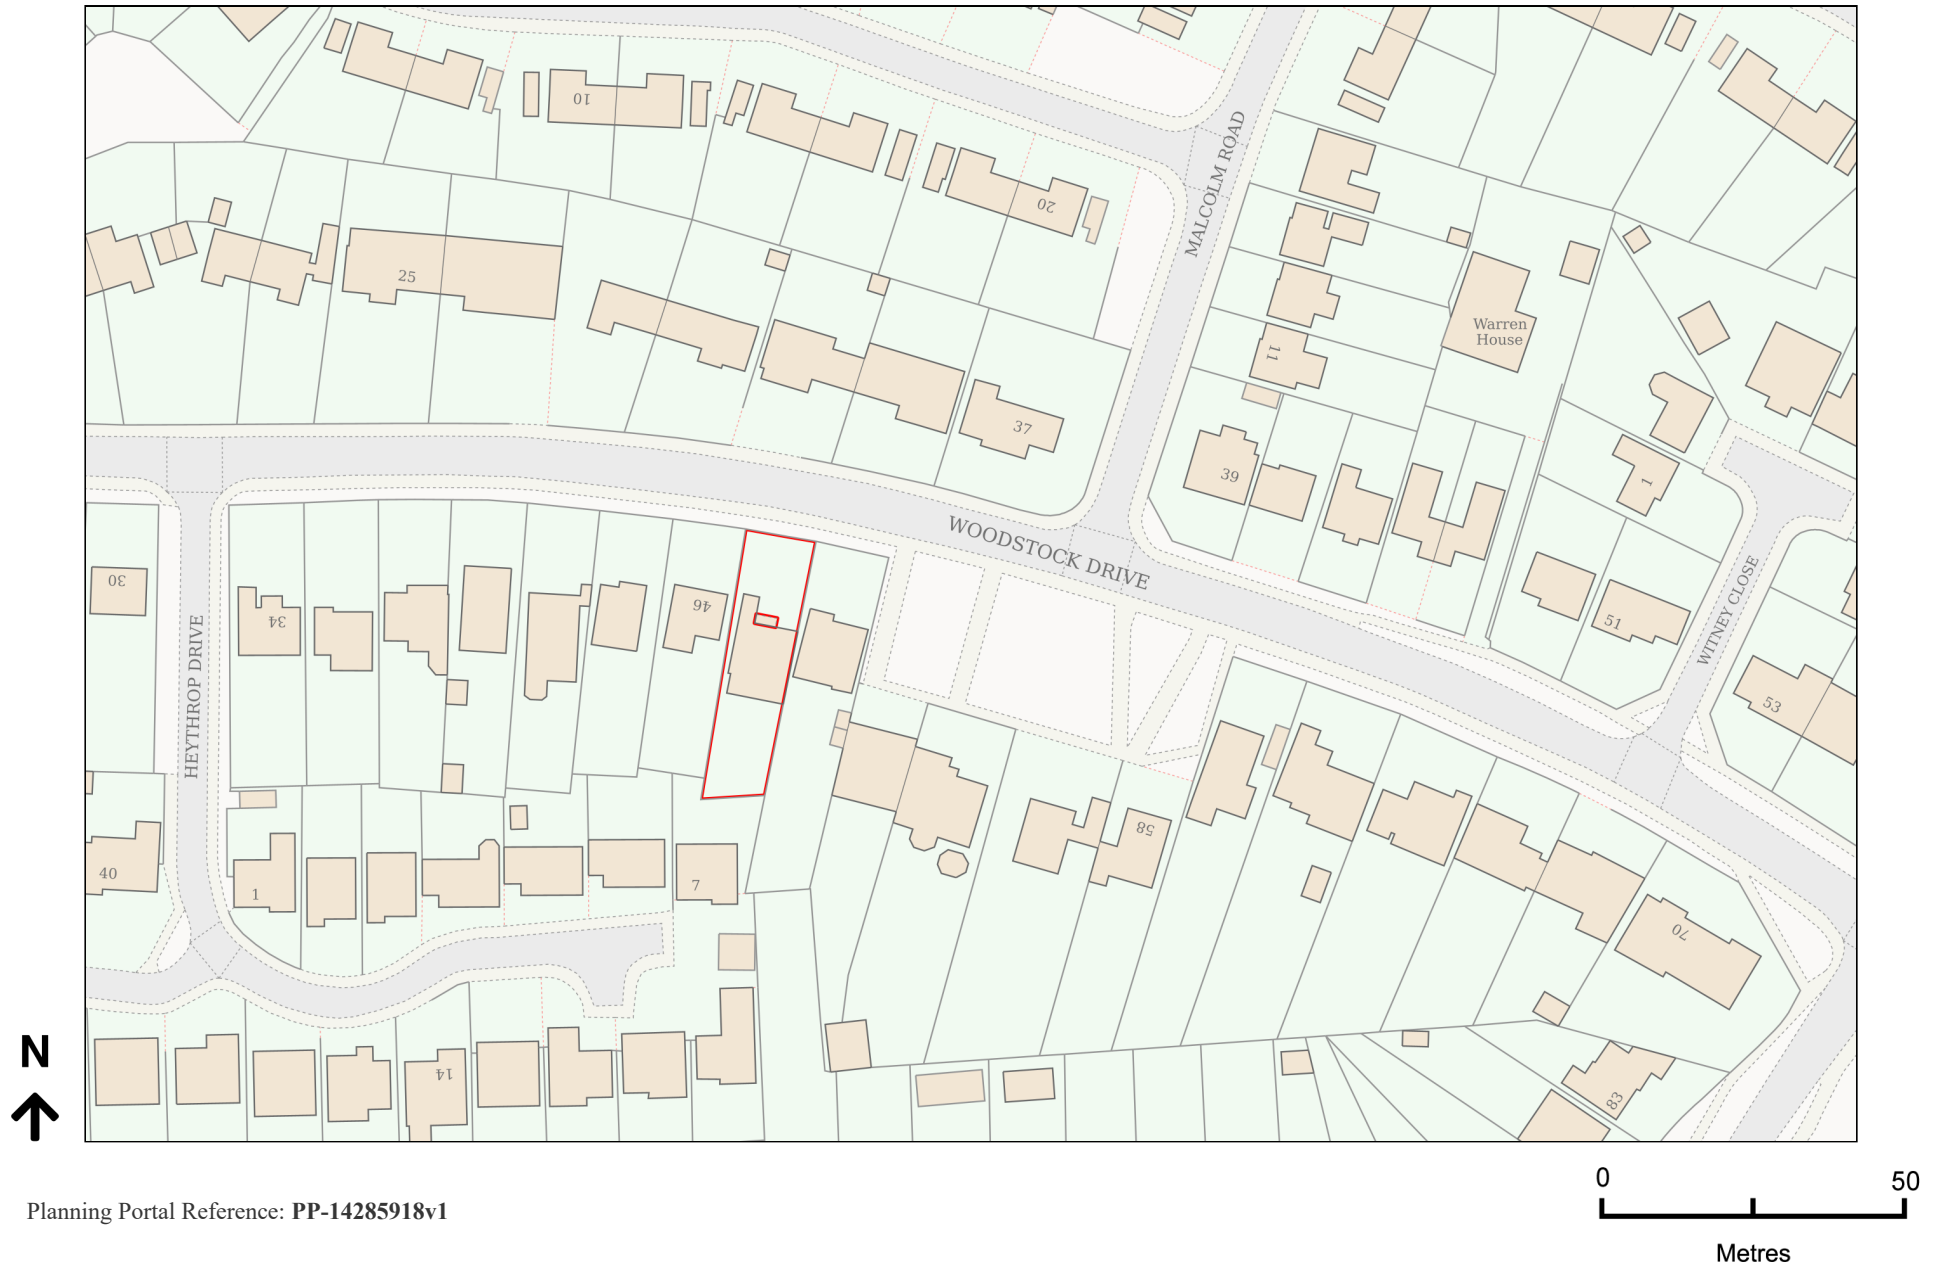 10
20
MALCOLM ROAD
25
Warren
House
11
37
39
1
WOODSTOCK DRIVE
30
34
46
51
WITNEY CLOSE
HEYTHROP DRIVE
53
58
40
1
7
70
14
83
N
0
50
Metres
Planning Portal Reference: PP-14285918v1